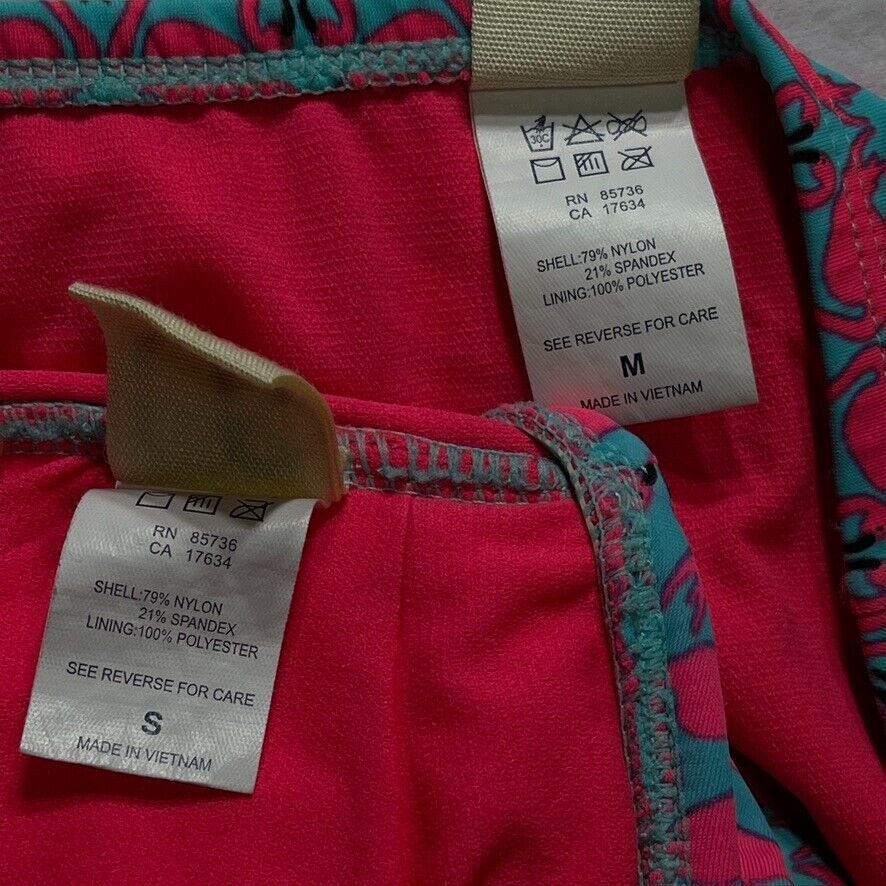 30C
RN 85736
CA 17634
SHELL:79% NYLON
21% SPANDEX
LINING:100% POLYESTER
SEE REVERSE FOR CARE
M
MADE IN VIETNAM
RN 85736
CA 17634
SHELL:79% NYLON
21% SPANDEX
LINING:100% POLYESTER
SEE REVERSE FOR CARE
S
MADE IN VIETNAM